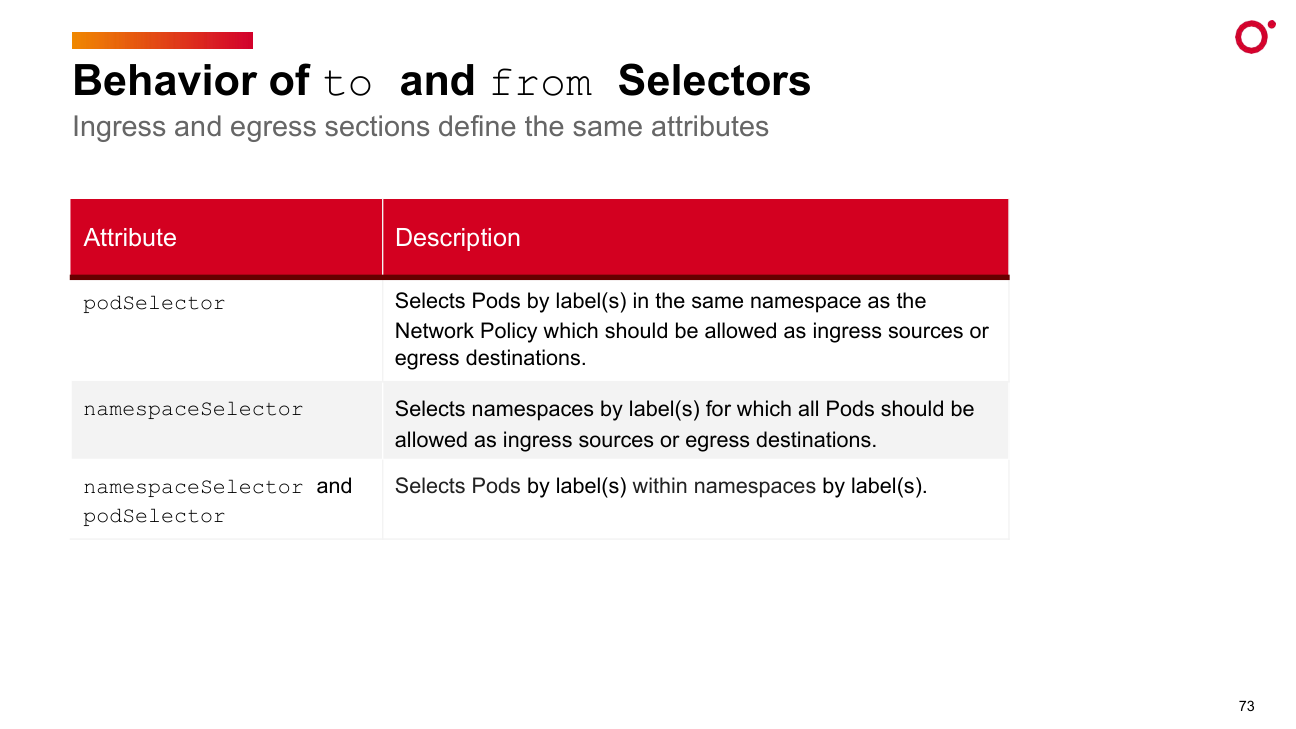 Behavior of to and from Selectors
Ingress and egress sections define the same attributes
Attribute
Description
podSelector
Selects Pods by label(s) in the same namespace as the
Network Policy which should be allowed as ingress sources or
egress destinations.
namespaceSelector
Selects namespaces by label(s) for which all Pods should be
allowed as ingress sources or egress destinations.
namespaceSelector and
podSelector
Selects Pods by label(s) within namespaces by label(s).
73